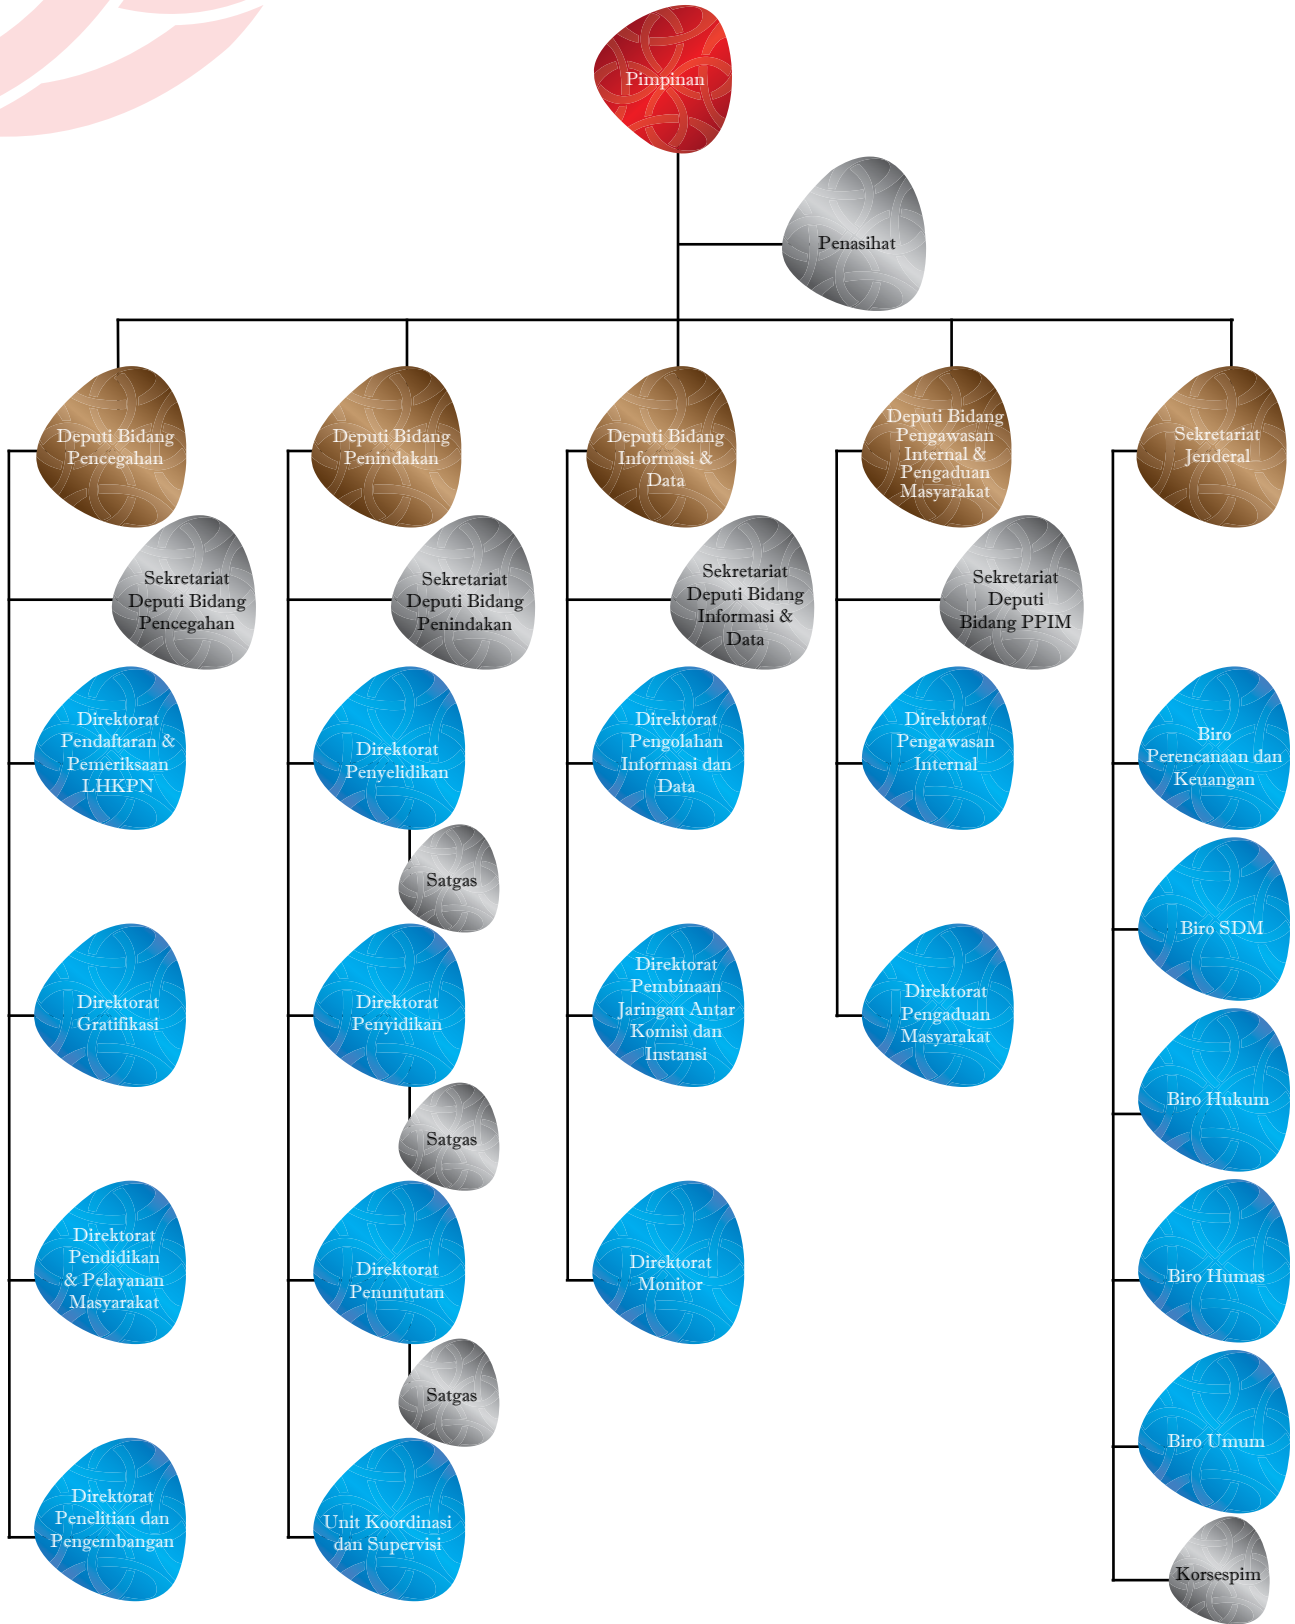 Pimpinan
Penasihat
Deputi Bidang
Pencegahan
Deputi Bidang
Penindakan
Deputi Bidang
Informasi &
Data
Deputi Bidang
Pengawasan
Internal &
Pengaduan
Masyarakat
Sekretariat
Jenderal
Sekretariat
Deputi Bidang
Pencegahan
Sekretariat
Deputi Bidang
Penindakan
Sekretariat
Deputi Bidang
Informasi &
Data
Sekretariat
Deputi
Bidang PPIM
Direktorat
Pendaftaran &
Pemeriksaan
LHKPN
Direktorat
Penyelidikan
Direktorat
Pengolahan
Informasi dan
Data
Direktorat
Pengawasan
Internal
Biro
Perencanaan dan
Keuangan
Satgas
Biro SDM
Direktorat
Gratifikasi
Direktorat
Penyidikan
Direktorat
Pembinaan
Jaringan Antar
Komisi dan
Instansi
Direktorat
Pengaduan
Masyarakat
Biro Hukum
Satgas
Direktorat
Pendidikan
& Pelayanan
Masyarakat
Direktorat
Penuntutan
Direktorat
Monitor
Biro Humas
Satgas
Biro Umum
Direktorat
Penelitian dan
Pengembangan
Unit Koordinasi
dan Supervisi
Korsespim